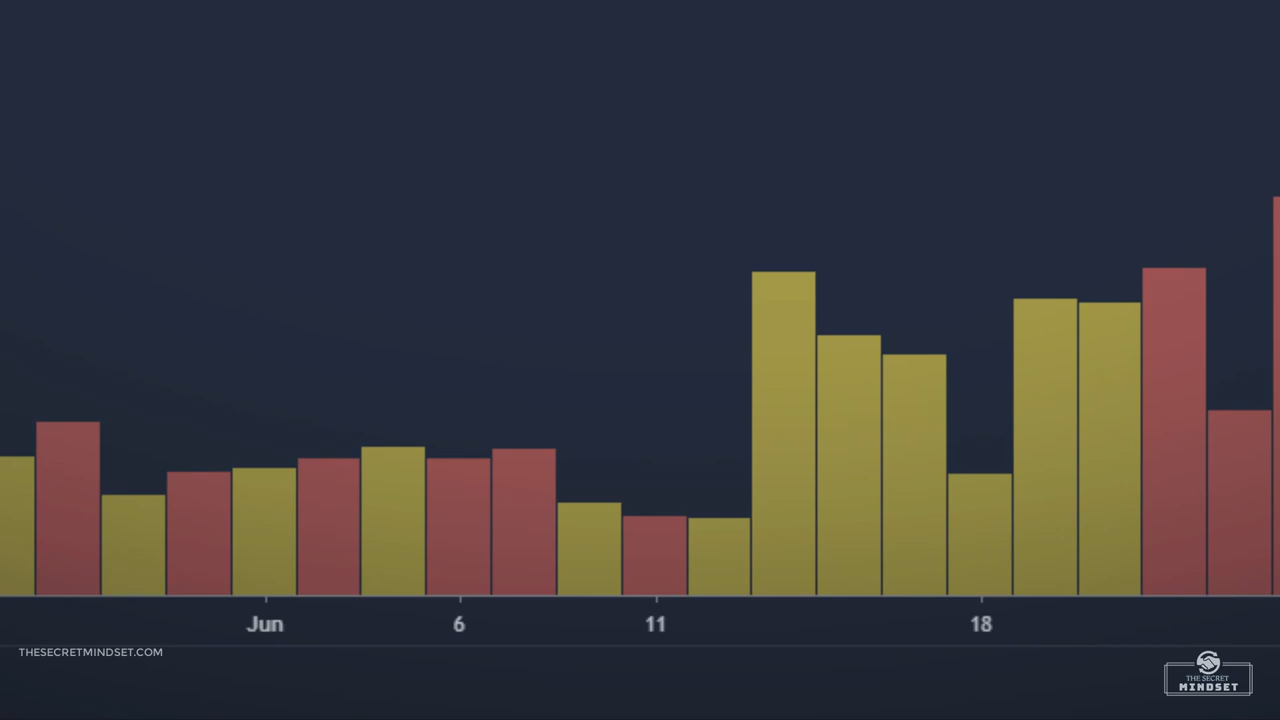 Jun 6 11 18
THESECRETMINDSET.COM
THE SECRET
MINDSET